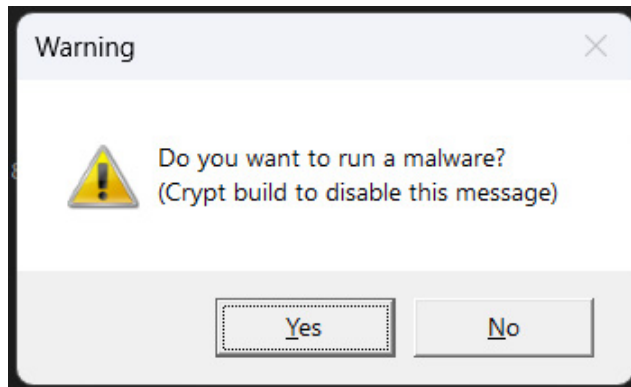 Warning
Do you want to run a malware?
(Crypt build to disable this message)
Yes
No